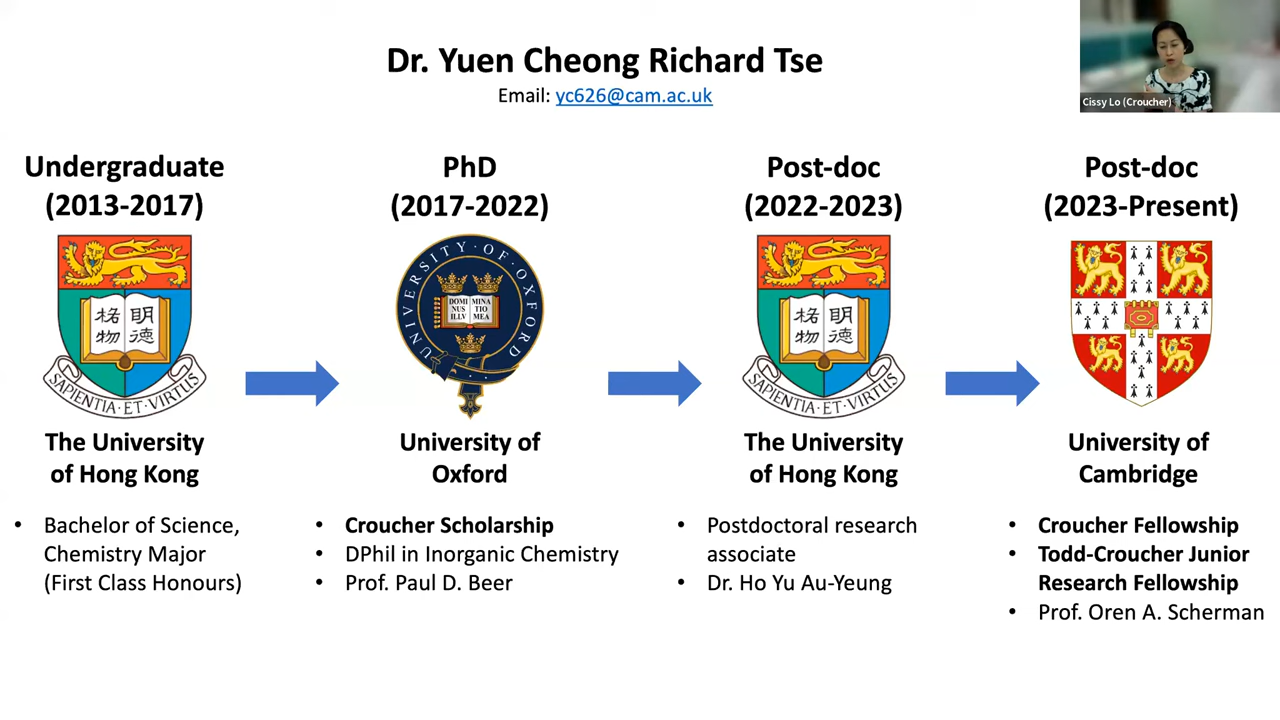 Dr. Yuen Cheong Richard Tse
Email: yc626@cam.ac.uk
Cissy Lo (Croucher)
Undergraduate
(2013-2017)
格 明
物 德
SAPIENTIA·ET·VIRTUS
The University
of Hong Kong
• Bachelor of Science,
Chemistry Major
(First Class Honours)
PhD
(2017-2022)
UNIVERSITY·OF·OXFORD
DOMI MINA
NUS TIO
ILLV MEA
University of
Oxford
• Croucher Scholarship
• DPhil in Inorganic Chemistry
• Prof. Paul D. Beer
Post-doc
(2022-2023)
格 明
物 德
SAPIENTIA·ET·VIRTUS
The University
of Hong Kong
• Postdoctoral research
associate
• Dr. Ho Yu Au-Yeung
Post-doc
(2023-Present)
University of
Cambridge
• Croucher Fellowship
• Todd-Croucher Junior
Research Fellowship
• Prof. Oren A. Scherman